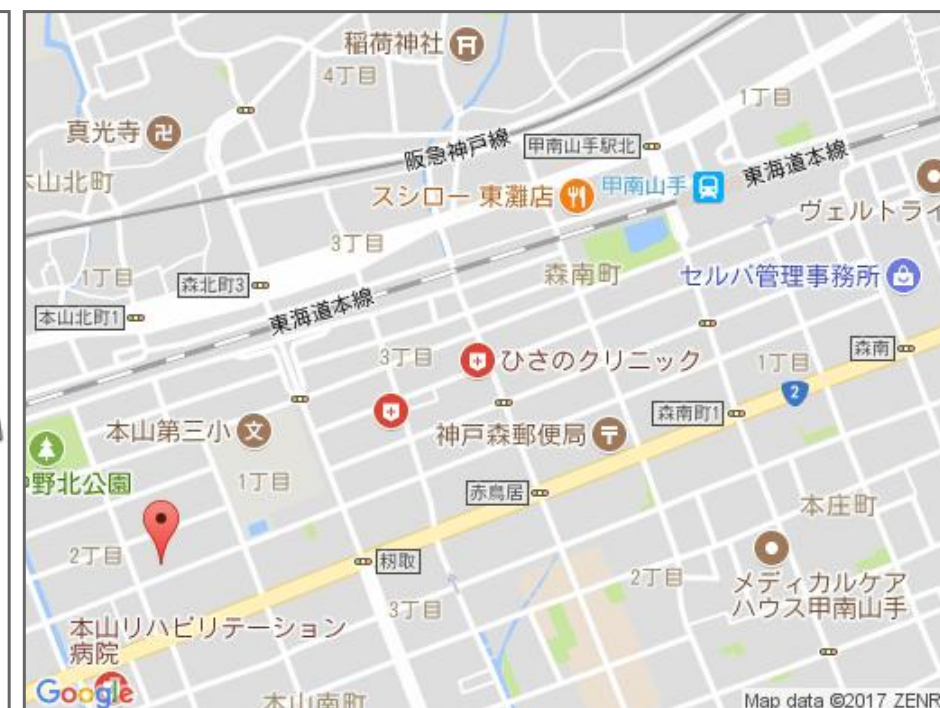 稲荷神社
4丁目
1丁目
真光寺
阪急神戸線
甲南山手駅北
東海道本線
本山北町
スシロー 東灘店
甲南山手
ヴェルトライ
3丁目
森南町
1丁目
森北町3
セルバ管理事務所
本山北町1
東海道本線
3丁目
ひさのクリニック
1丁目
森南
2
本山第三小
文
神戸森郵便局
森南町1
中野北公園
1丁目
赤鳥居
本庄町
2丁目
籾取
2丁目
メディカルケア
ハウス甲南山手
3丁目
本山リハビリテーション
病院
Google
本山南町
Map data ©2017 ZENR